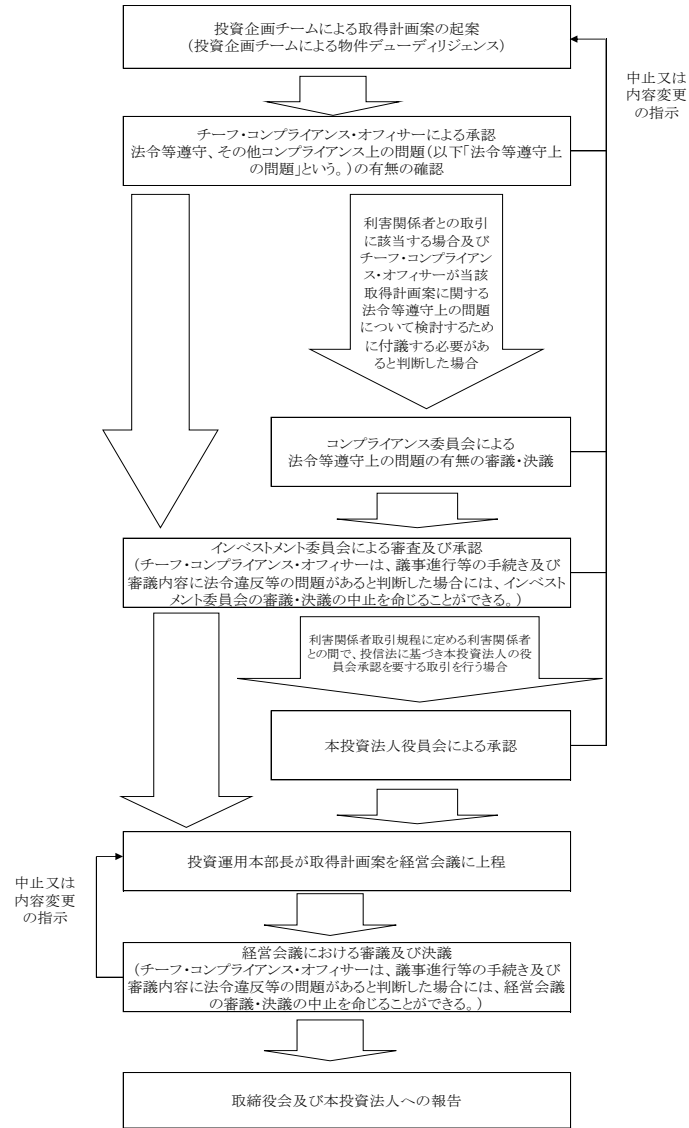 投資企画チームによる取得計画案の起案
(投資企画チームによる物件デューディリジェンス)
中止又は
内容変更
の指示
チーフ・コンプライアンス・オフィサーによる承認
法令等遵守、その他コンプライアンス上の問題(以下「法令等遵守上
の問題」という。)の有無の確認
利害関係者との取引
に該当する場合及び
チーフ・コンプライアン
ス・オフィサーが当該
取得計画案に関する
法令等遵守上の問題
について検討するため
に付議する必要があ
ると判断した場合
コンプライアンス委員会による
法令等遵守上の問題の有無の審議・決議
インベストメント委員会による審査及び承認
(チーフ・コンプライアンス・オフィサーは、議事進行等の手続き及び
審議内容に法令違反等の問題があると判断した場合には、インベスト
メント委員会の審議・決議の中止を命じることができる。)
利害関係者取引規程に定める利害関係者
との間で、投信法に基づき本投資法人の役
員会承認を要する取引を行う場合
本投資法人役員会による承認
投資運用本部長が取得計画案を経営会議に上程
中止又は
内容変更
の指示
経営会議における審議及び決議
(チーフ・コンプライアンス・オフィサーは、議事進行等の手続き及び
審議内容に法令違反等の問題があると判断した場合には、経営会議
の審議・決議の中止を命じることができる。)
取締役会及び本投資法人への報告